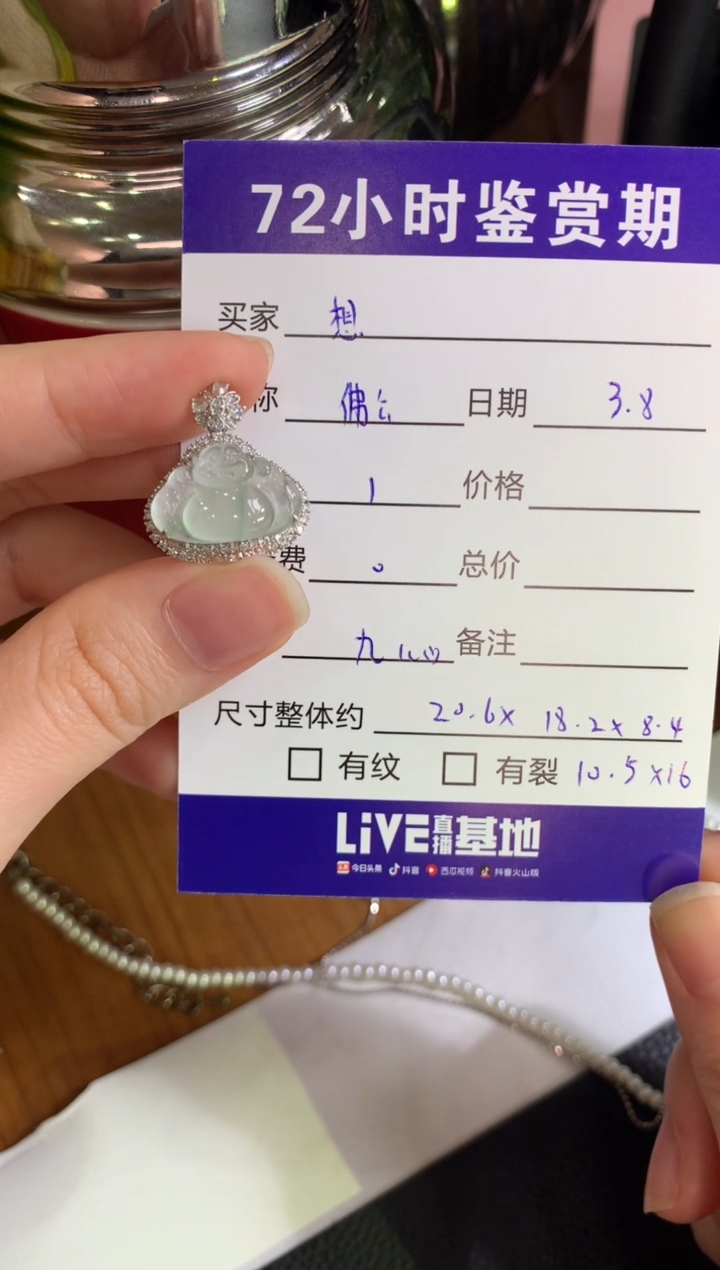 72小时鉴赏期
买家 想
称 佛公 日期 3.8
1 价格
费 0 总价
九 备注
尺寸整体约 20.6x 18.2x 8.4
有纹 有裂 10.5x16
LiVE直播基地
今日头条 抖音 西瓜视频 抖音火山版